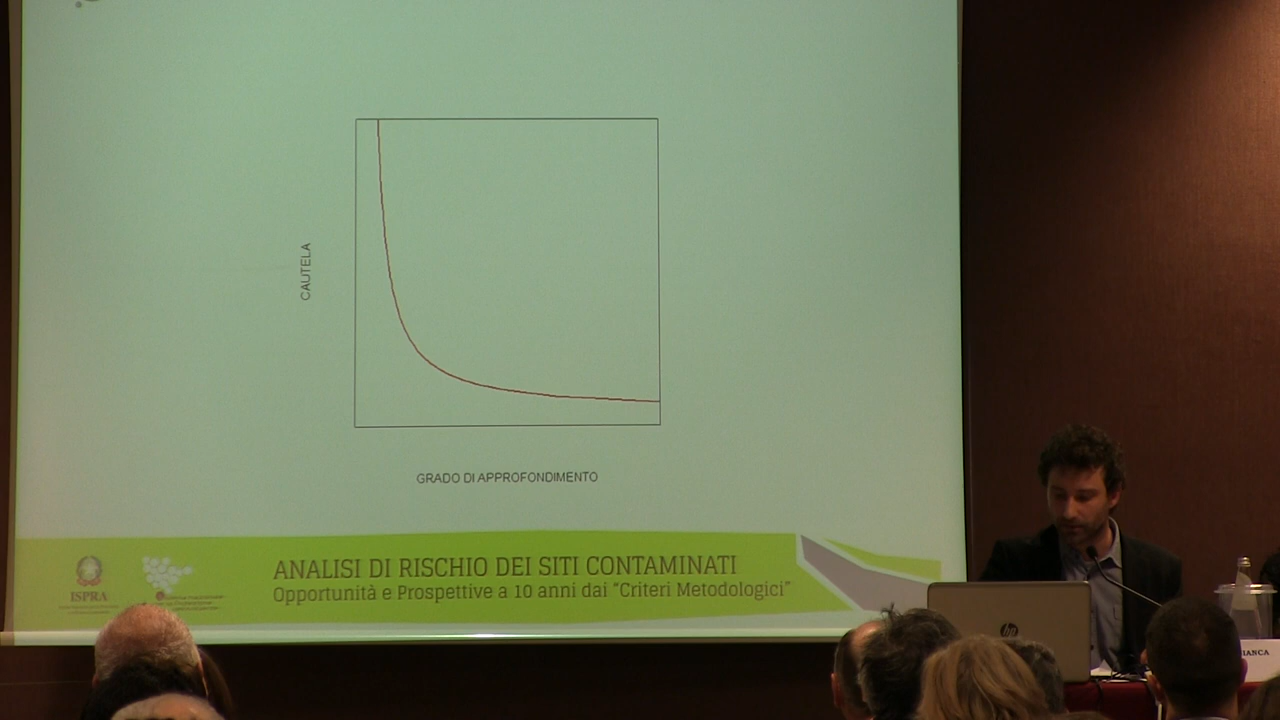 CAUTELA
GRADO DI APPROFONDIMENTO
ANALISI DI RISCHIO DEI SITI CONTAMINATI
Opportunità e Prospettive a 10 anni dai "Criteri Metodologici"
ISPRA
hp
IANCA